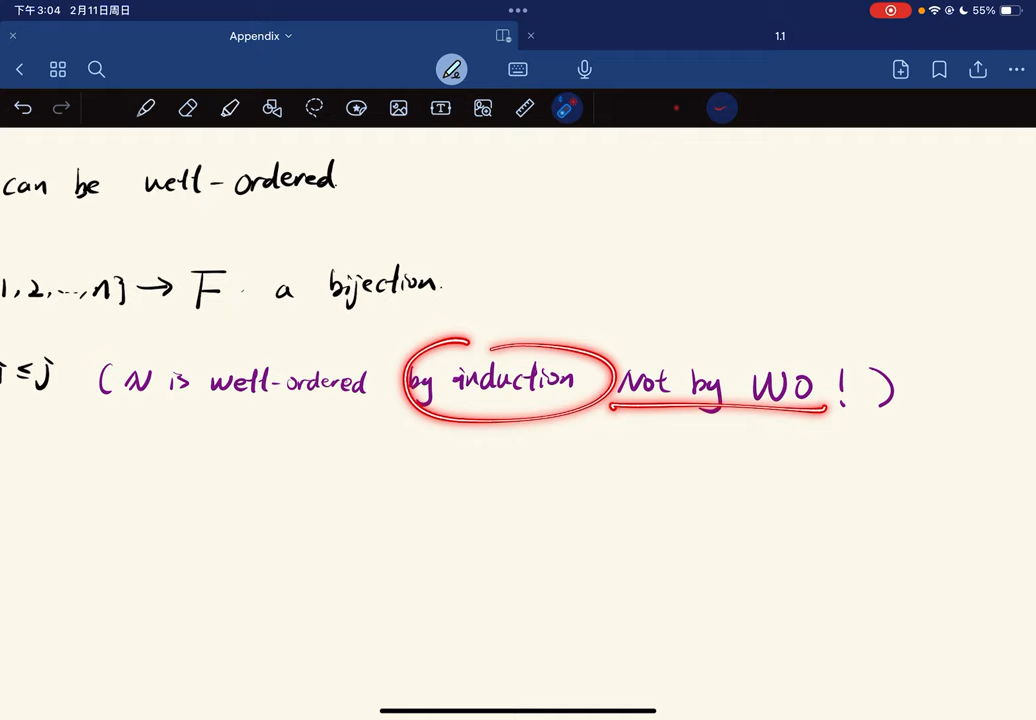 下午3:04 2月11日周日
55%
Appendix
1.1
can be well-ordered.
1, 2, ..., n} → F. a bijection.
i ≤ j ( N is well-ordered by induction Not by WO ! )